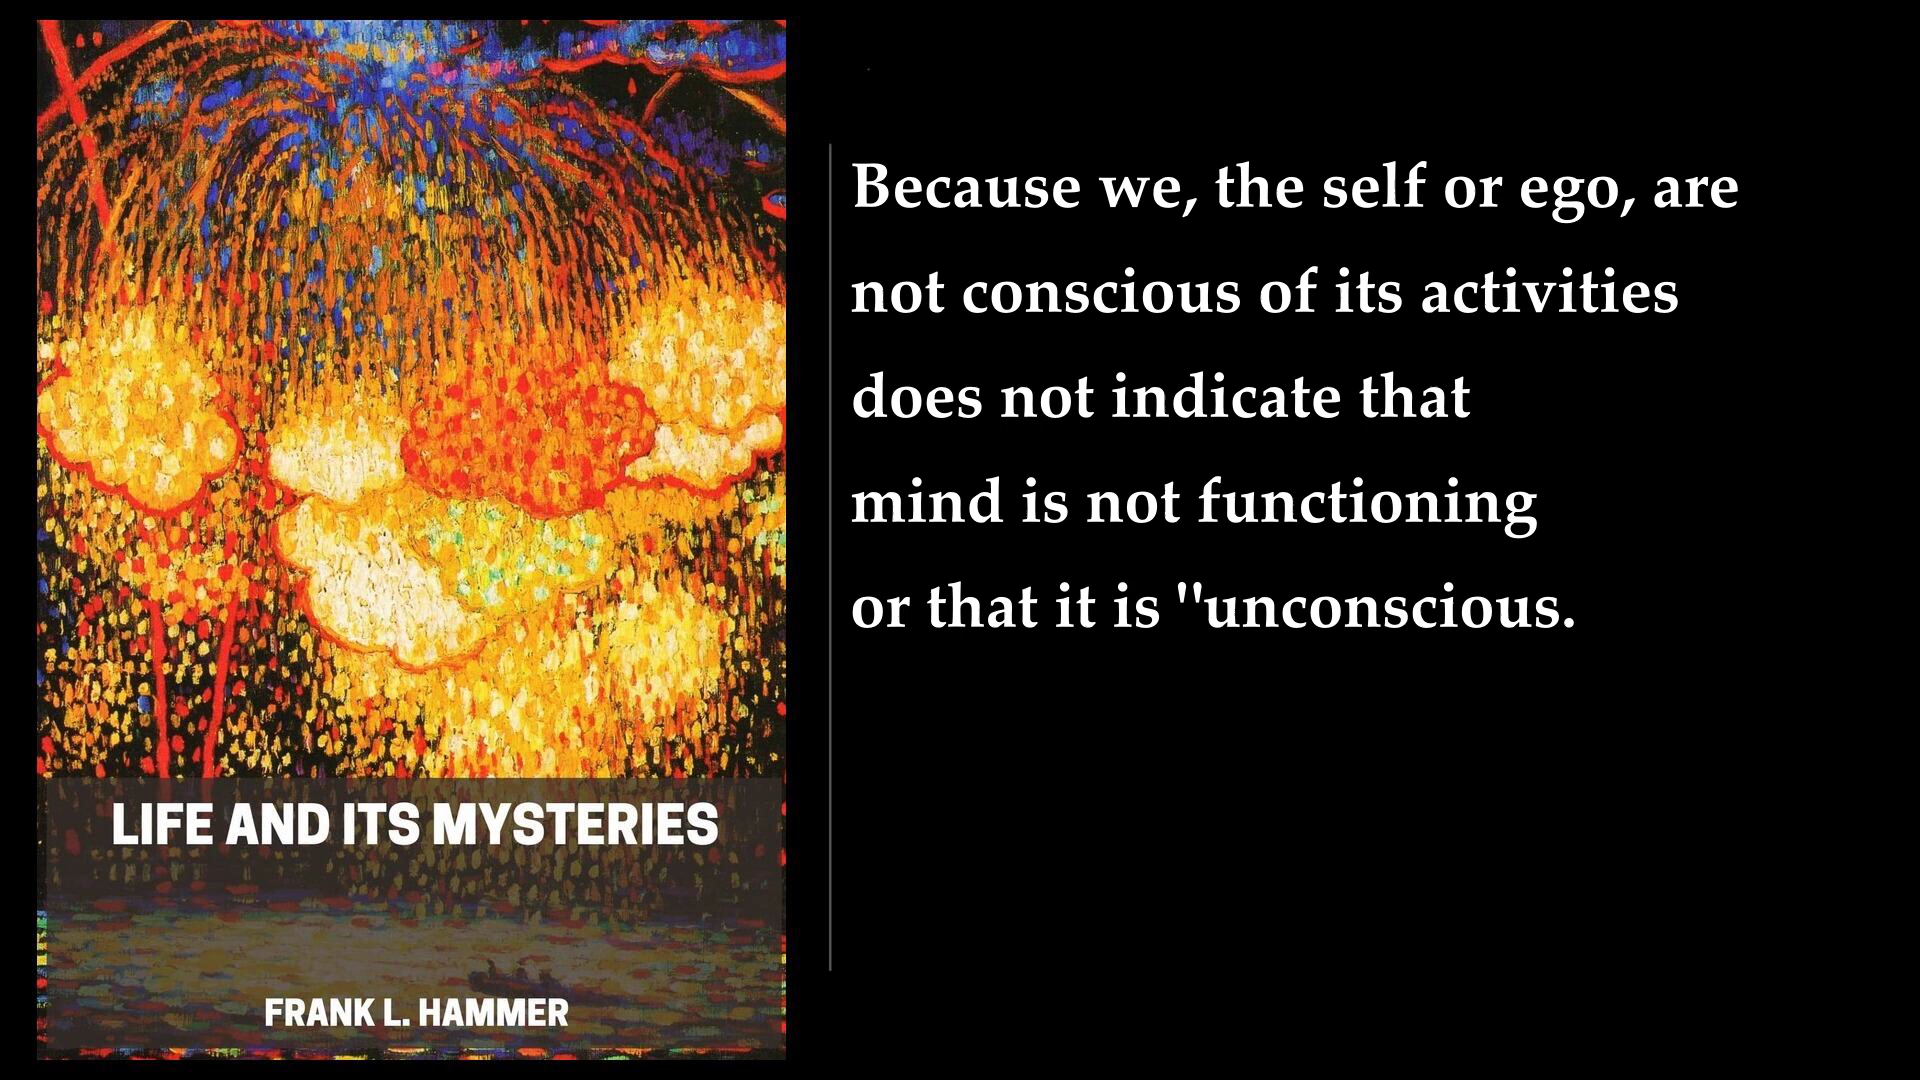 LIFE AND ITS MYSTERIES
FRANK L. HAMMER
Because we, the self or ego, are
not conscious of its activities
does not indicate that
mind is not functioning
or that it is "unconscious.